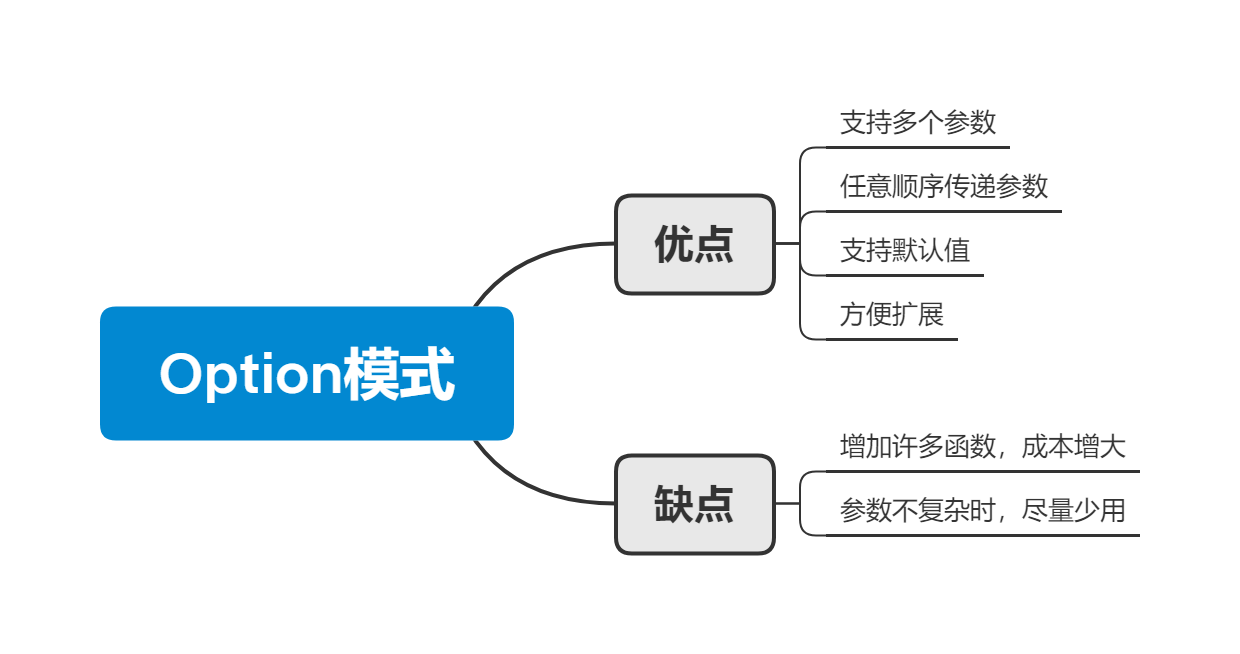 Option模式
优点
支持多个参数
任意顺序传递参数
支持默认值
方便扩展
缺点
增加许多函数，成本增大
参数不复杂时，尽量少用